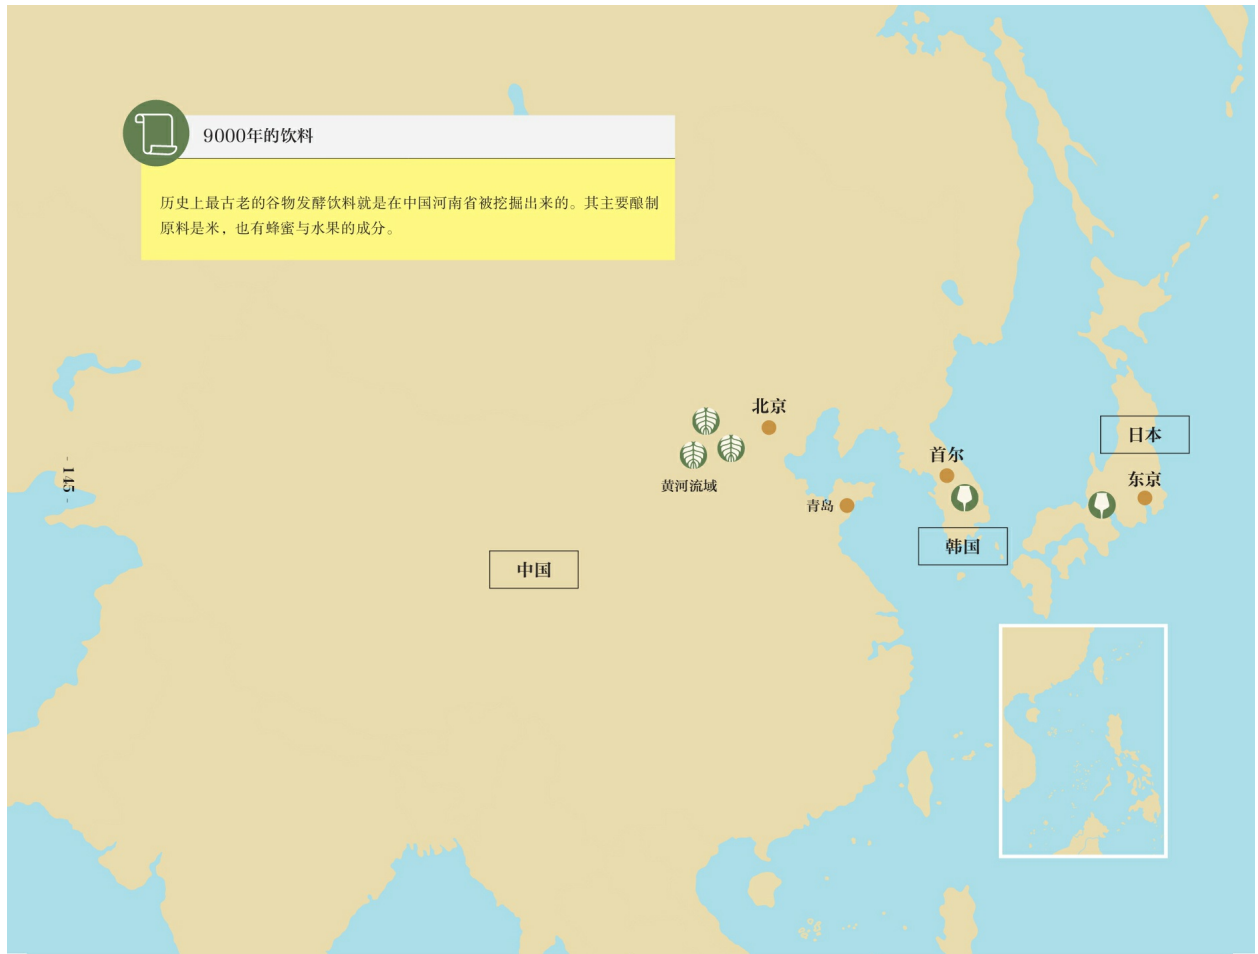 9000年的饮料
历史上最古老的谷物发酵饮料就是在中国河南省被挖掘出来的。其主要酿制
原料是米，也有蜂蜜与水果的成分。
北京
日本
首尔
黄河流域
东京
- 145 -
青岛
韩国
中国